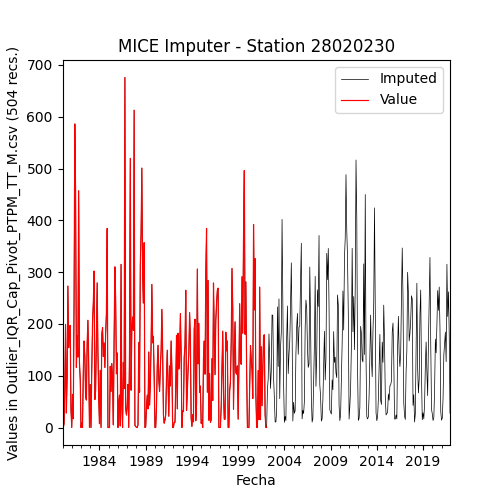 MICE Imputer - Station 28020230
Values in Outlier_IQR_Cap_Pivot_PTPM_TT_M.csv (504 recs.)
700
600
500
400
300
200
100
0
Imputed
Value
1984 1989 1994 1999 2004 2009 2014 2019
Fecha